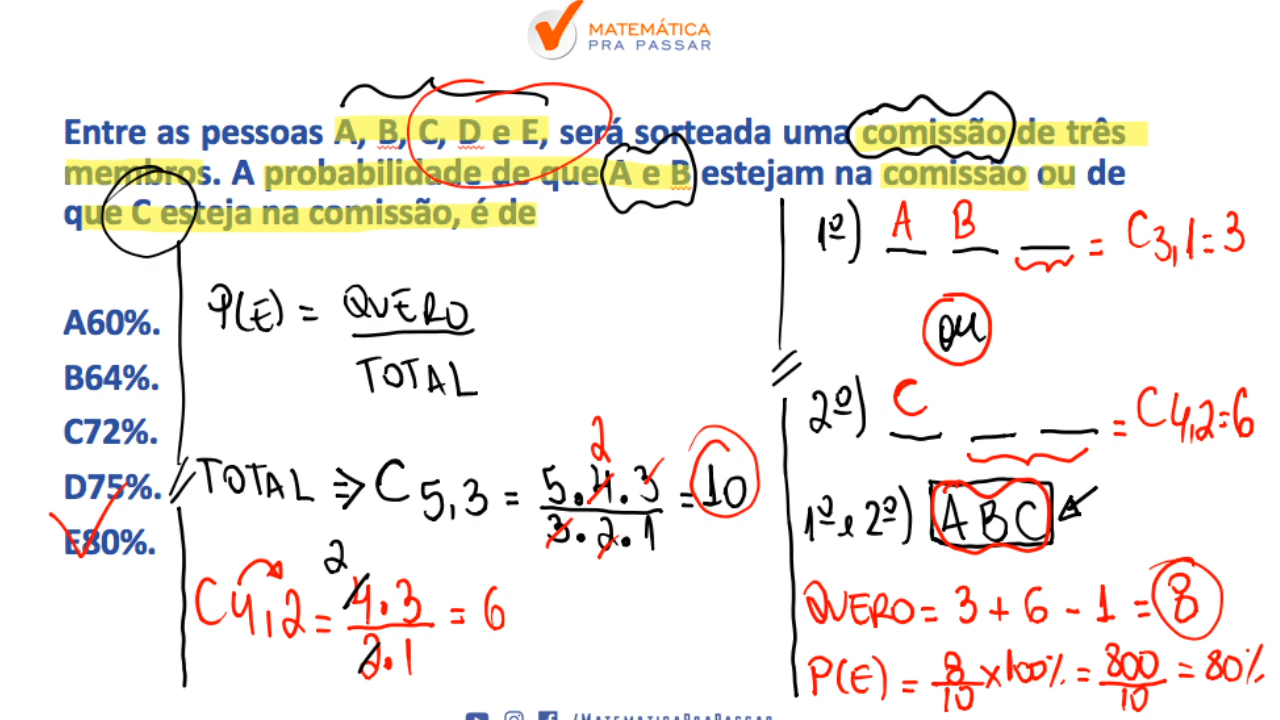 MATEMÁTICA
PRA PASSAR
Entre as pessoas A, B, C, D e E, será sorteada uma comissão de três
membros. A probabilidade de que A e B estejam na comissão ou de
que C esteja na comissão, é de
A60%.
B64%.
C72%.
D75%.
E80%.
P(E) = QUERO / TOTAL
TOTAL => C5,3 = 5.4.3 / 3.2.1 = 10
2
C4,2 = 4.3 / 2.1 = 6
2
1º) A B _ = C3,1 = 3
ou
2º) C _ _ = C4,2 = 6
1º e 2º) A B C
QUERO = 3 + 6 - 1 = 8
P(E) = 8/10 x 100% = 800/10 = 80%
/MATEMATICAPRAPASSAR